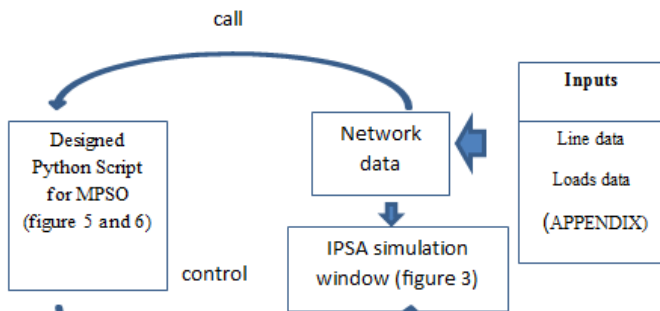 call
Designed
Python Script
for MPSO
(figure 5 and 6)
Network
data
Inputs
Line data
Loads data
(APPENDIX)
control
IPSA simulation
window (figure 3)